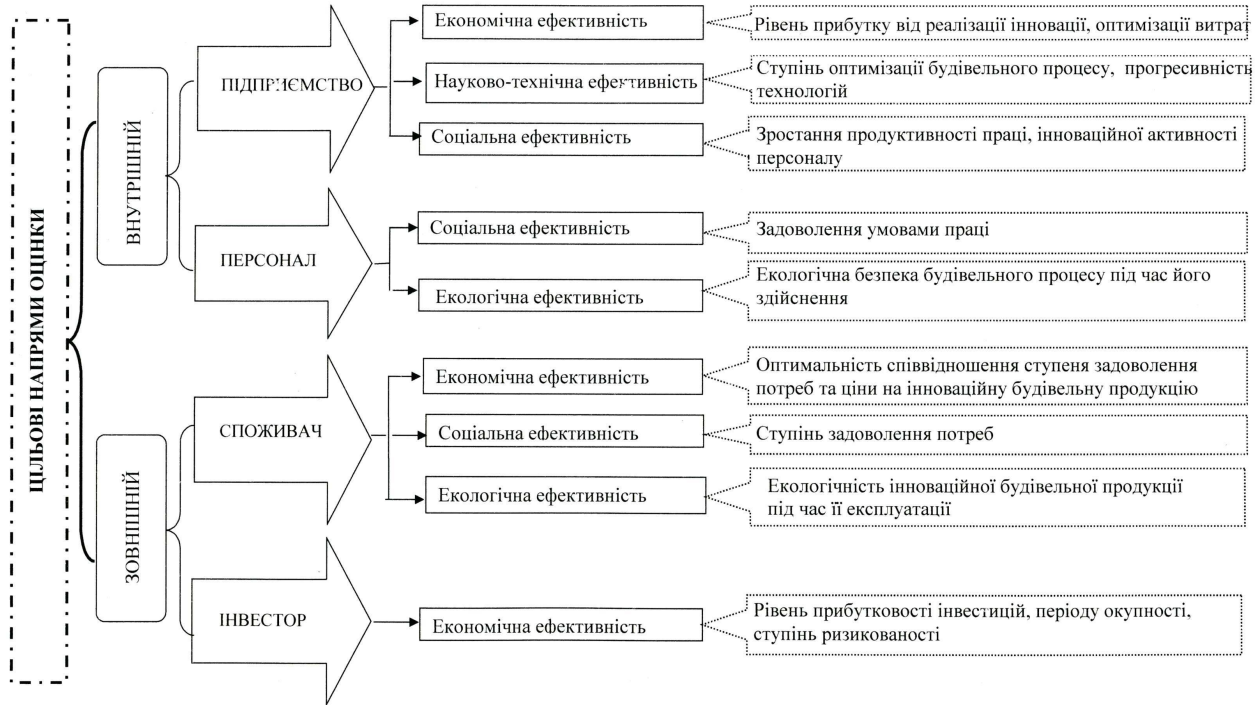 ЦІЛЬОВІ НАПРЯМИ ОЦІНКИ
ВНУТРІШНІЙ
ПІДПРИЄМСТВО
Економічна ефективність
Рівень прибутку від реалізації інновації, оптимізації витрат
Науково-технічна ефективність
Ступінь оптимізації будівельного процесу, прогресивність
технологій
Соціальна ефективність
Зростання продуктивності праці, інноваційної активності
персоналу
ПЕРСОНАЛ
Соціальна ефективність
Задоволення умовами праці
Екологічна ефективність
Екологічна безпека будівельного процесу під час його
здійснення
ЗОВНІШНІЙ
СПОЖИВАЧ
Економічна ефективність
Оптимальність співвідношення ступеня задоволення
потреб та ціни на інноваційну будівельну продукцію
Соціальна ефективність
Ступінь задоволення потреб
Екологічна ефективність
Екологічність інноваційної будівельної продукції
під час її експлуатації
ІНВЕСТОР
Економічна ефективність
Рівень прибутковості інвестицій, періоду окупності,
ступінь ризикованості